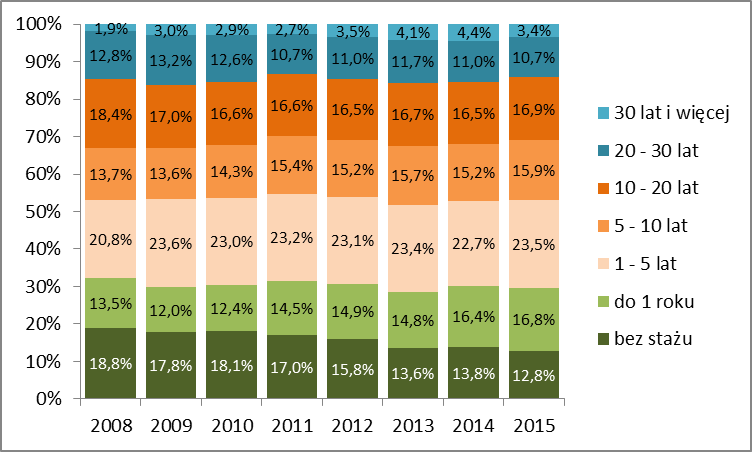 100%
90%
80%
70%
60%
50%
40%
30%
20%
10%
0%
1,9% 3,0% 2,9% 2,7% 3,5% 4,1% 4,4% 3,4%
12,8% 13,2% 12,6% 10,7% 11,0% 11,7% 11,0% 10,7%
18,4% 17,0% 16,6% 16,6% 16,5% 16,7% 16,5% 16,9%
13,7% 13,6% 14,3% 15,4% 15,2% 15,7% 15,2% 15,9%
20,8% 23,6% 23,0% 23,2% 23,1% 23,4% 22,7% 23,5%
13,5% 12,0% 12,4% 14,5% 14,9% 14,8% 16,4% 16,8%
18,8% 17,8% 18,1% 17,0% 15,8% 13,6% 13,8% 12,8%
2008 2009 2010 2011 2012 2013 2014 2015
30 lat i więcej
20 - 30 lat
10 - 20 lat
5 - 10 lat
1 - 5 lat
do 1 roku
bez stażu